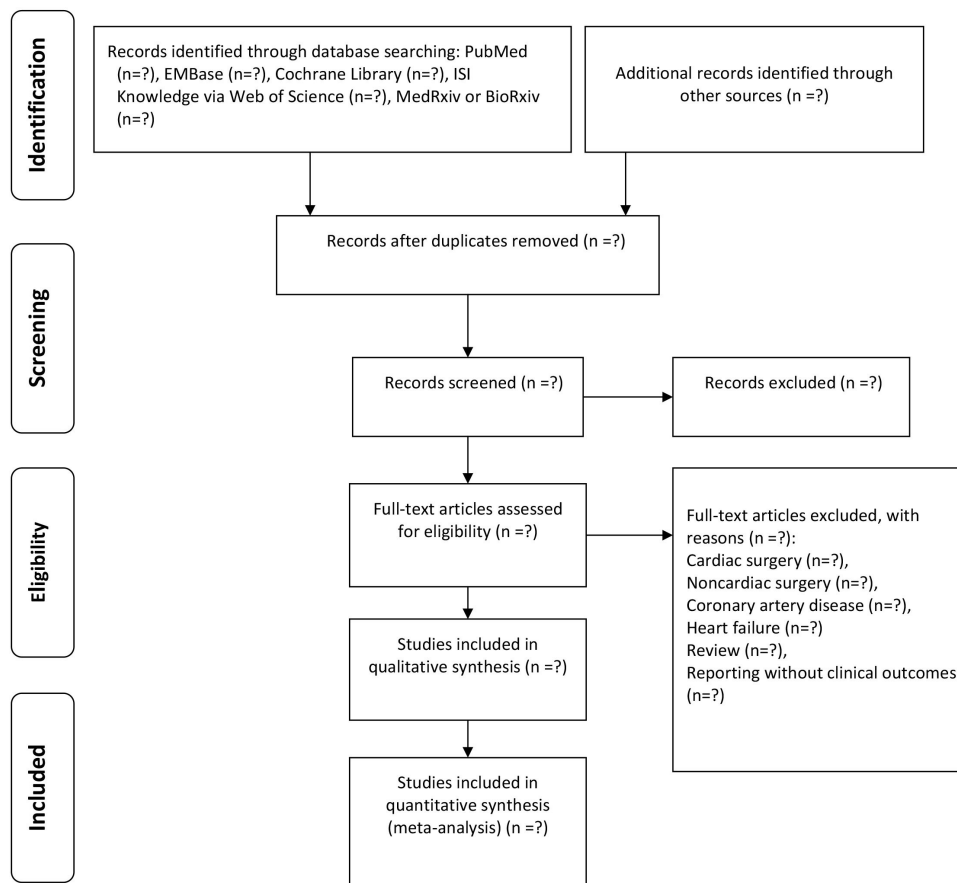 Identification
Records identified through database searching: PubMed
(n=?), EMBase (n=?), Cochrane Library (n=?), ISI
Knowledge via Web of Science (n=?), MedRxiv or BioRxiv
(n=?)
Additional records identified through
other sources (n =?)
Records after duplicates removed (n =?)
Screening
Records screened (n =?)
Records excluded (n =?)
Eligibility
Full-text articles assessed
for eligibility (n =?)
Full-text articles excluded, with
reasons (n =?):
Cardiac surgery (n=?),
Noncardiac surgery (n=?),
Coronary artery disease (n=?),
Heart failure (n=?)
Review (n=?),
Reporting without clinical outcomes
(n=?)
Studies included in
qualitative synthesis (n =?)
Included
Studies included in
quantitative synthesis
(meta-analysis) (n =?)